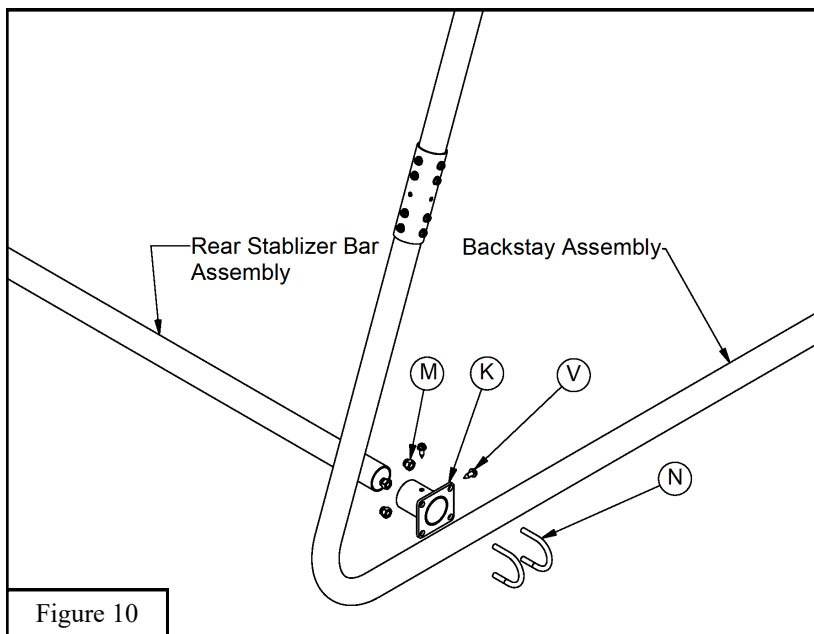 Rear Stablizer Bar
Assembly
Backstay Assembly
M
K
V
N
Figure 10